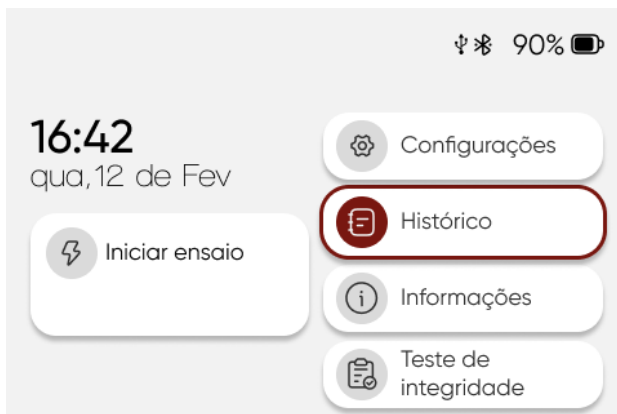 90%
16:42
qua,12 de Fev
Iniciar ensaio
Configurações
Histórico
Informações
Teste de
integridade